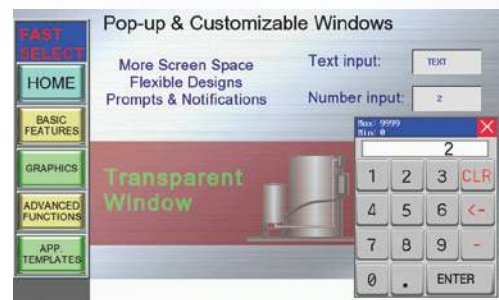 FAST
SELECT
HOME
BASIC
FEATURES
GRAPHICS
ADVANCED
FUNCTIONS
APP.
TEMPLATES
Pop-up & Customizable Windows
More Screen Space
Flexible Designs
Prompts & Notifications
Text input:
TEXT
Number input:
2
Transparent
Window
Max: 9999
Min: 0
X
2
1 2 3 CLR
4 5 6 <-
7 8 9 -
0 . ENTER